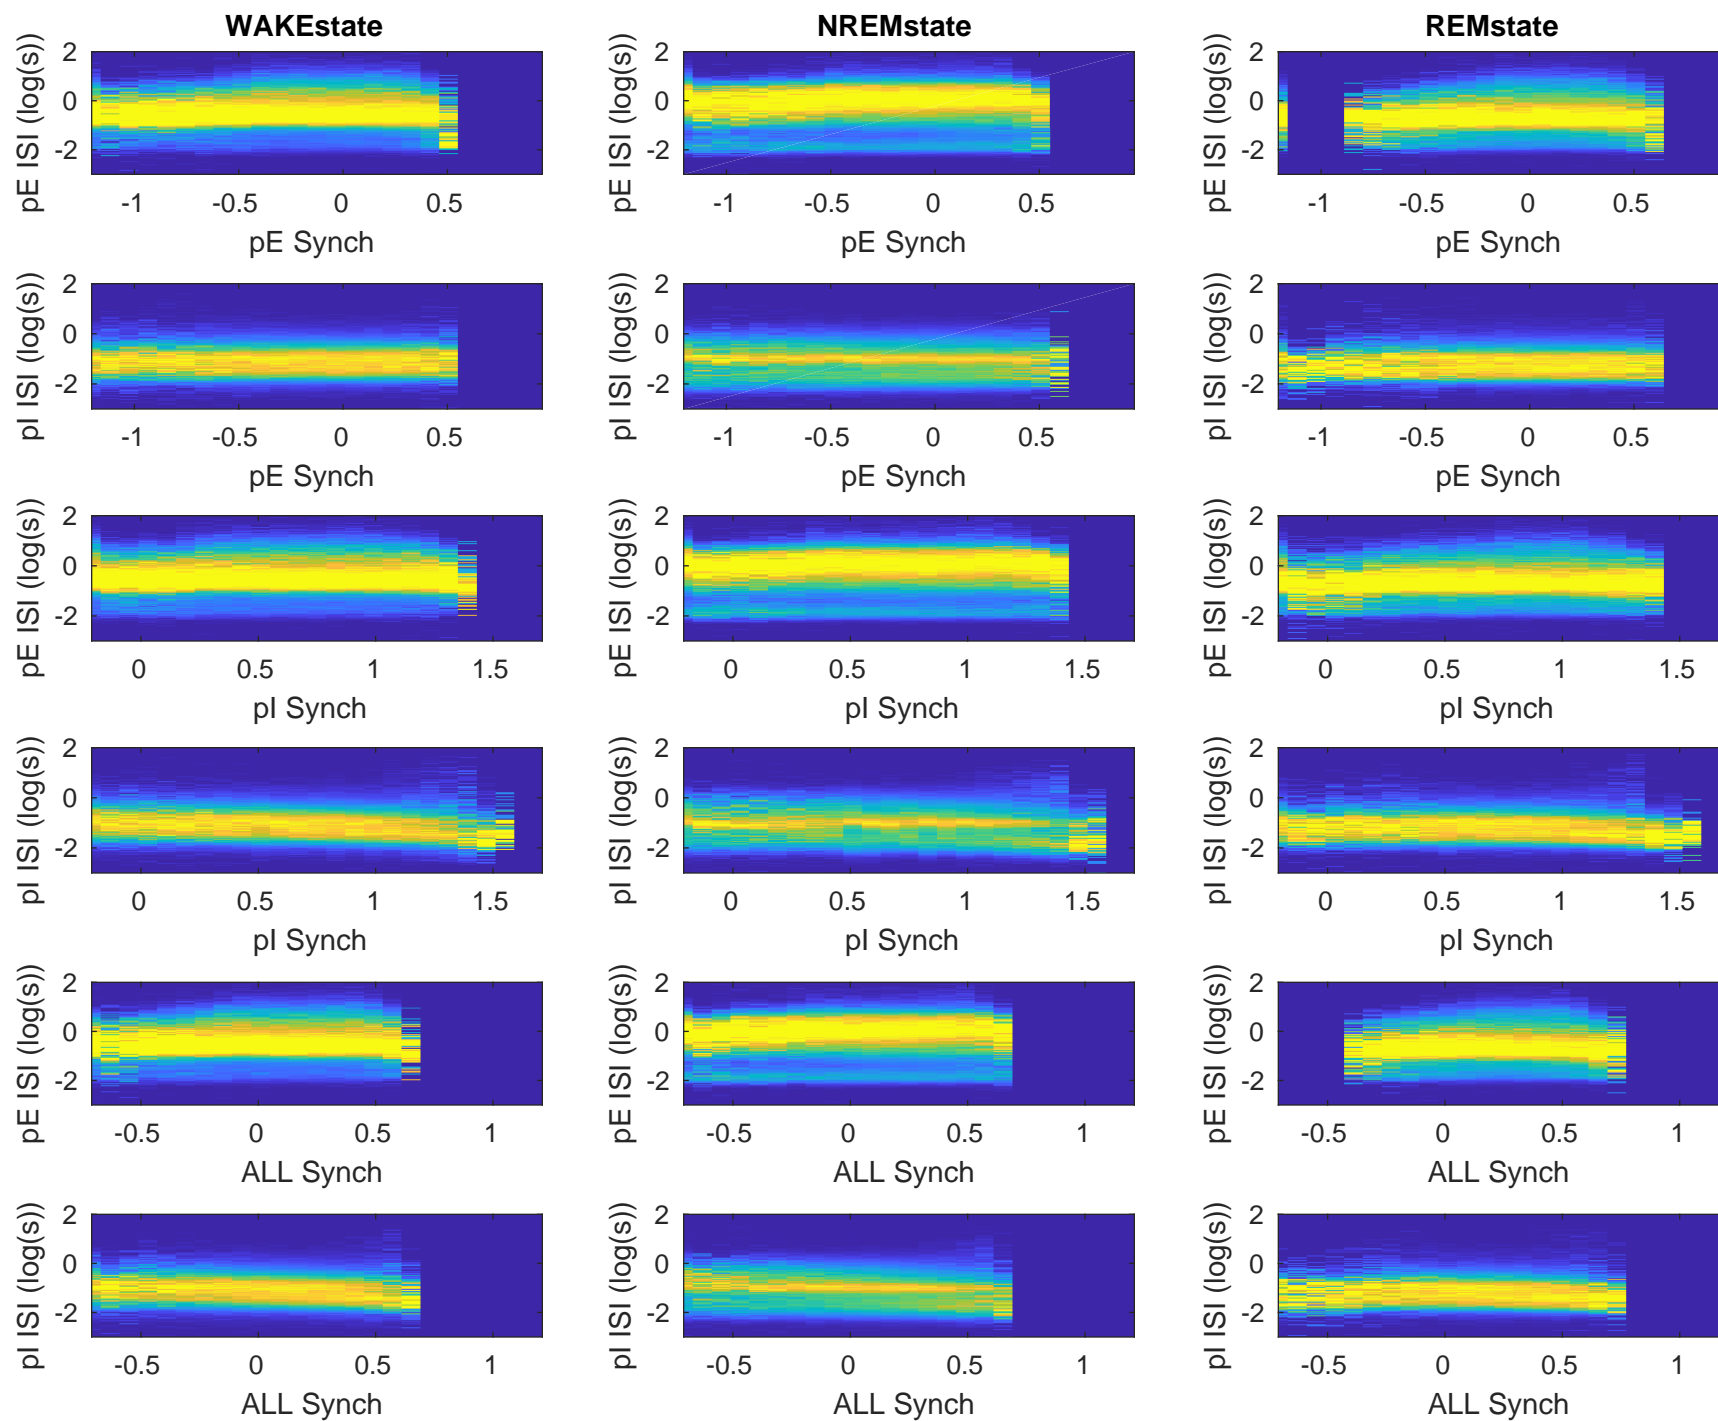 WAKEstate NREMstate REMstate
pE ISI (log(s)) 2 0 -2 pE ISI (log(s)) 2 0 -2 pE ISI (log(s)) 2 0 -2
-1 -0.5 0 0.5 -1 -0.5 0 0.5 -1 -0.5 0 0.5
pE Synch pE Synch pE Synch
pI ISI (log(s)) 2 0 -2 pI ISI (log(s)) 2 0 -2 pI ISI (log(s)) 2 0 -2
-1 -0.5 0 0.5 -1 -0.5 0 0.5 -1 -0.5 0 0.5
pE Synch pE Synch pE Synch
pE ISI (log(s)) 2 0 -2 pE ISI (log(s)) 2 0 -2 pE ISI (log(s)) 2 0 -2
0 0.5 1 1.5 0 0.5 1 1.5 0 0.5 1 1.5
pI Synch pI Synch pI Synch
pI ISI (log(s)) 2 0 -2 pI ISI (log(s)) 2 0 -2 pI ISI (log(s)) 2 0 -2
0 0.5 1 1.5 0 0.5 1 1.5 0 0.5 1 1.5
pI Synch pI Synch pI Synch
pE ISI (log(s)) 2 0 -2 pE ISI (log(s)) 2 0 -2 pE ISI (log(s)) 2 0 -2
-0.5 0 0.5 1 -0.5 0 0.5 1 -0.5 0 0.5 1
ALL Synch ALL Synch ALL Synch
pI ISI (log(s)) 2 0 -2 pI ISI (log(s)) 2 0 -2 pI ISI (log(s)) 2 0 -2
-0.5 0 0.5 1 -0.5 0 0.5 1 -0.5 0 0.5 1
ALL Synch ALL Synch ALL Synch